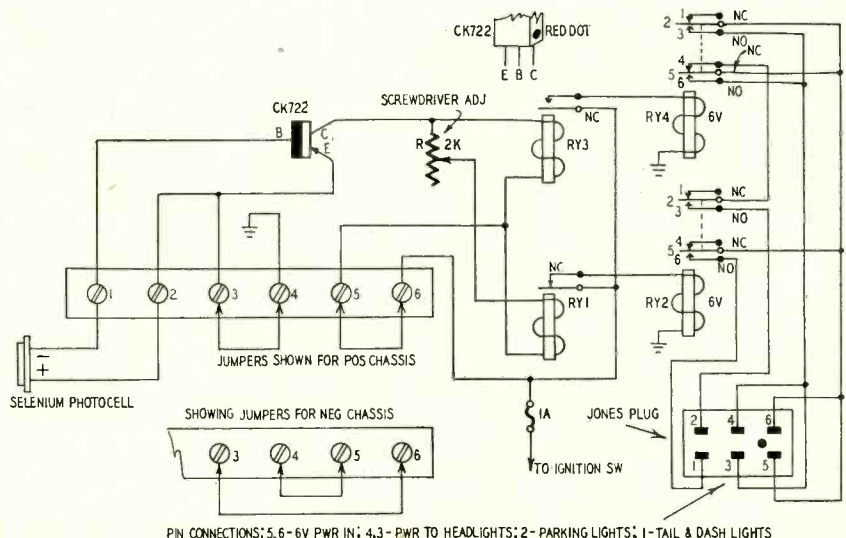 CK722
RED DOT
E B C
1
2
3
NC
NO
NC
4
5
6
NO
CK722
B
C
E
SCREWDRIVER ADJ
R
2K
NC
RY3
RY4
6V
1
2
3
NC
NO
4
5
6
NC
NO
NC
RY1
RY2
6V
1
2
3
4
5
6
JUMPERS SHOWN FOR POS CHASSIS
−
+
SELENIUM PHOTOCELL
1A
TO IGNITION SW
SHOWING JUMPERS FOR NEG CHASSIS
3
4
5
6
JONES PLUG
2 4 6
1 3 5
PIN CONNECTIONS: 5,6-6V PWR IN; 4,3- PWR TO HEADLIGHTS; 2- PARKING LIGHTS; 1-TAIL & DASH LIGHTS